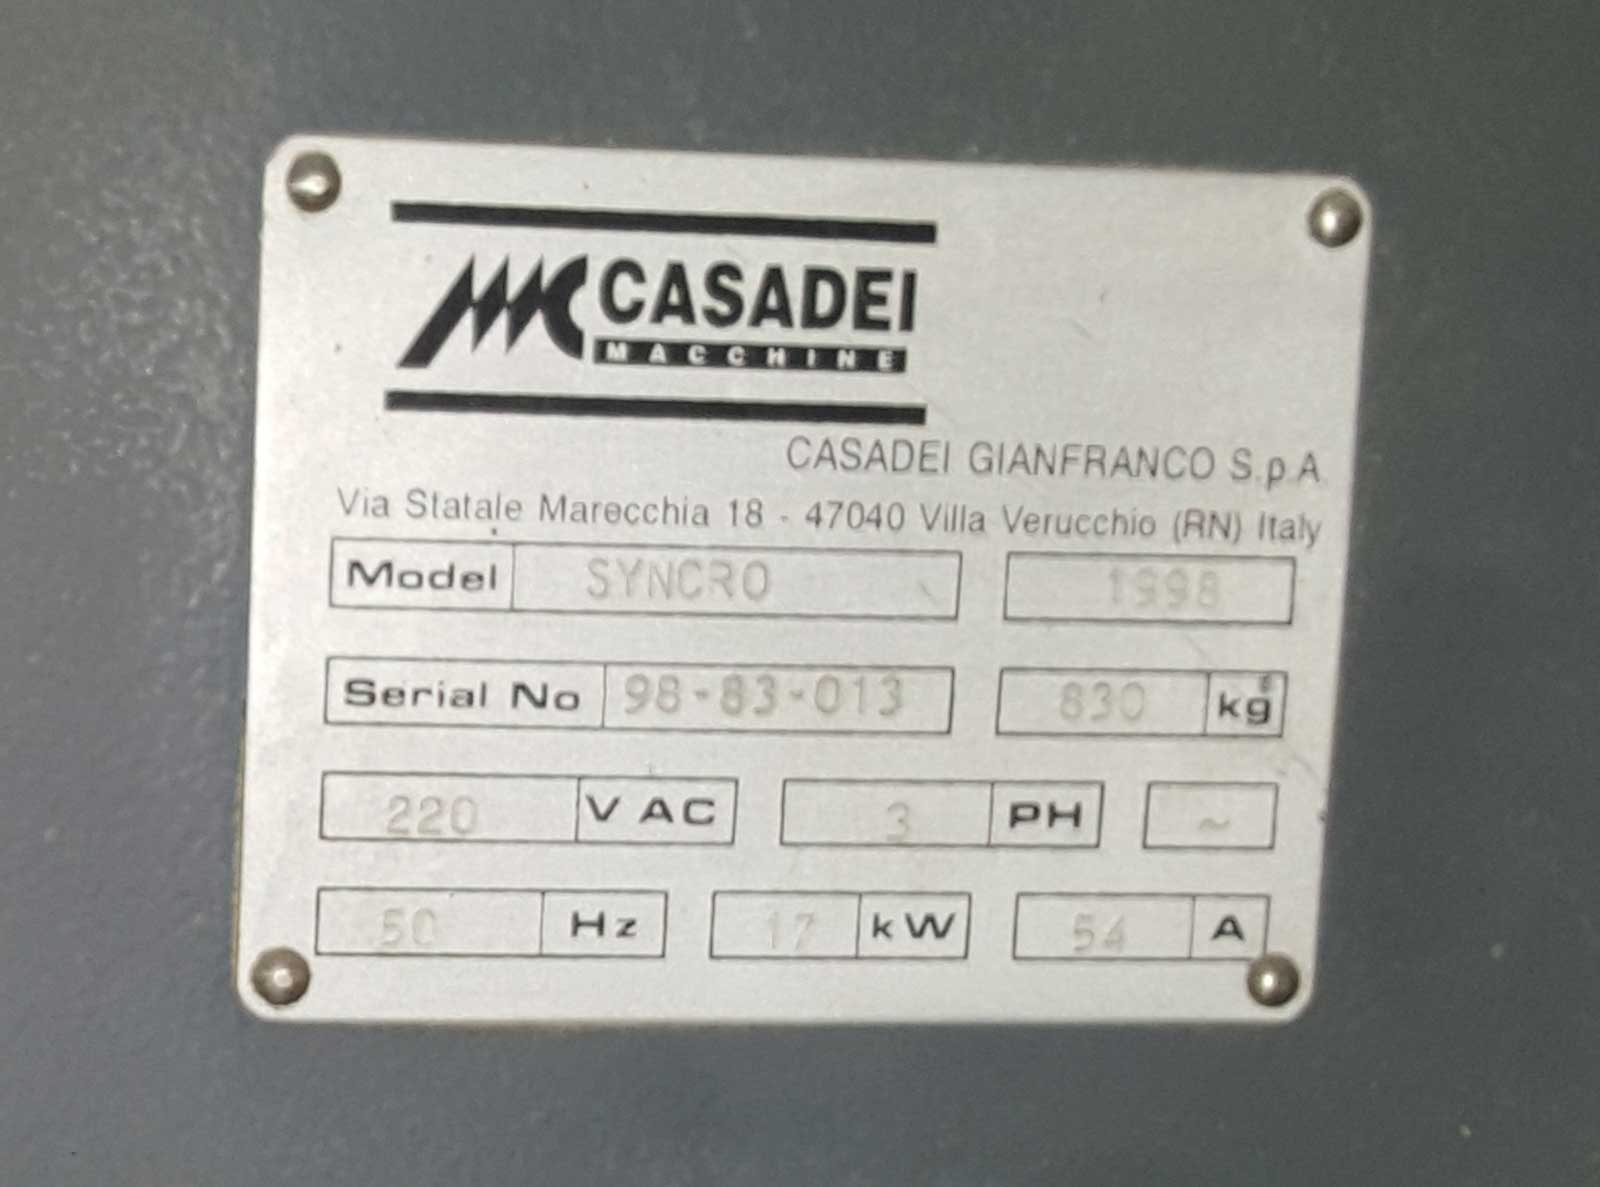 CASADEI
MACCHINE
CASADEI GIANFRANCO S.p.A.
Via Statale Marecchia 18 - 47040 Villa Verucchio (RN) Italy
Model SYNCRO 1998
Serial No 98-83-013 830 kg
220 V AC 3 PH ~
50 Hz 17 kW 54 A